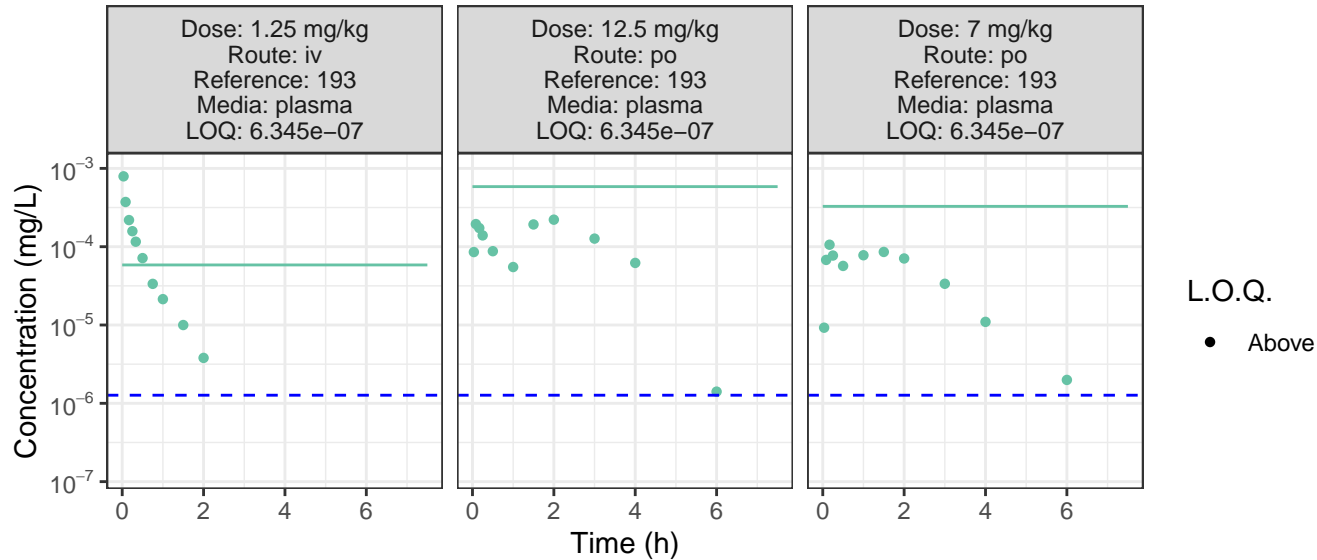 Dose: 1.25 mg/kg
Route: iv
Reference: 193
Media: plasma
LOQ: 6.345e−07
Dose: 12.5 mg/kg
Route: po
Reference: 193
Media: plasma
LOQ: 6.345e−07
Dose: 7 mg/kg
Route: po
Reference: 193
Media: plasma
LOQ: 6.345e−07
Concentration (mg/L)
10⁻³
10⁻⁴
10⁻⁵
10⁻⁶
10⁻⁷
0 2 4 6
0 2 4 6
0 2 4 6
Time (h)
L.O.Q.
Above